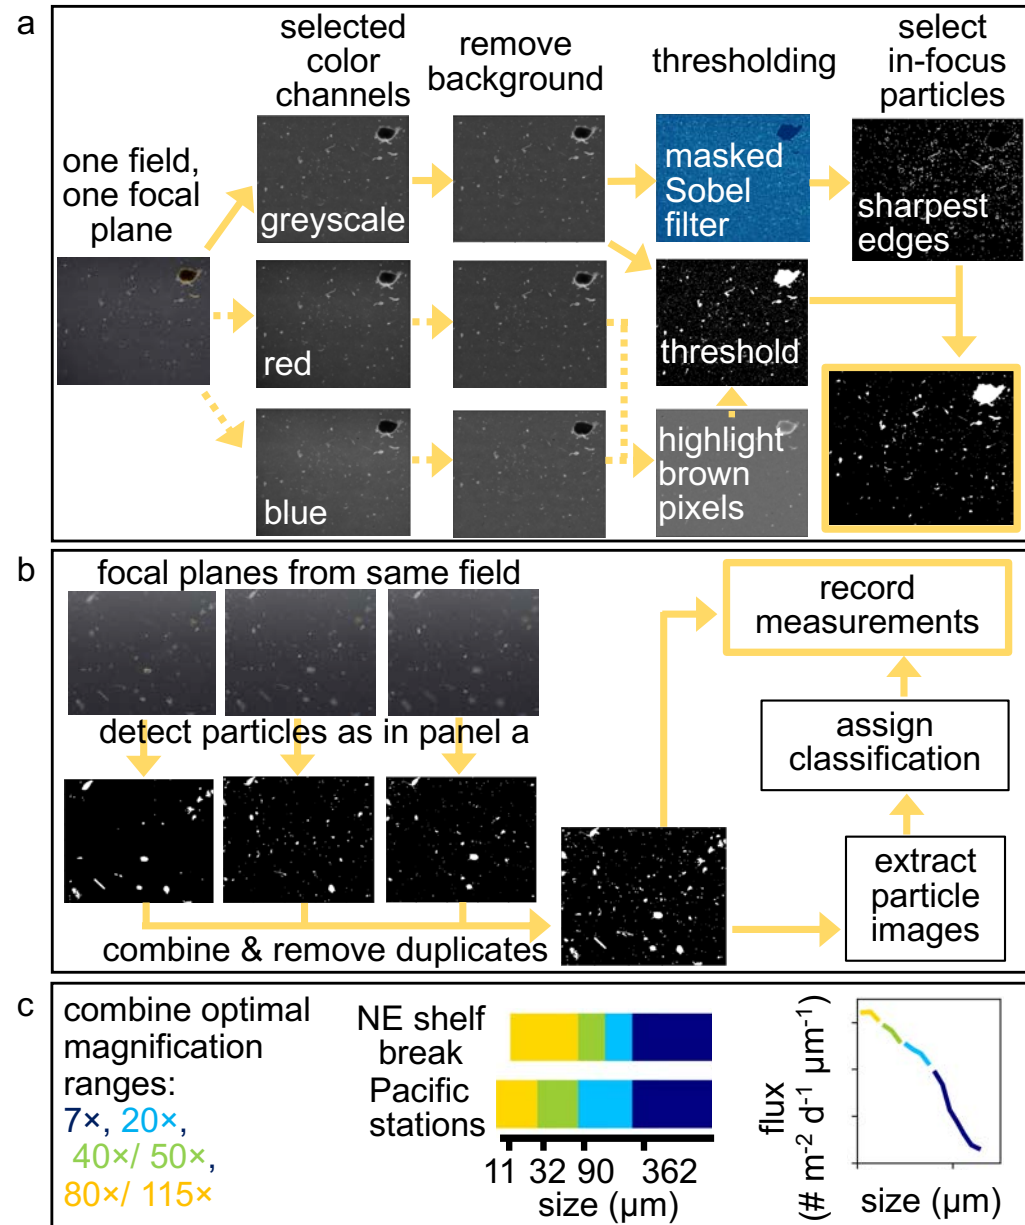 a
selected
color
channels
remove
background
thresholding
select
in-focus
particles
one field,
one focal
plane
greyscale
masked
Sobel
filter
sharpest
edges
red
threshold
blue
highlight
brown
pixels
b
focal planes from same field
detect particles as in panel a
combine & remove duplicates
record
measurements
assign
classification
extract
particle
images
c
combine optimal
magnification
ranges:
7×, 20×,
40×/ 50×,
80×/ 115×
NE shelf
break
Pacific
stations
11 32 90 362
size (µm)
flux
(# m⁻² d⁻¹ µm⁻¹)
size (µm)